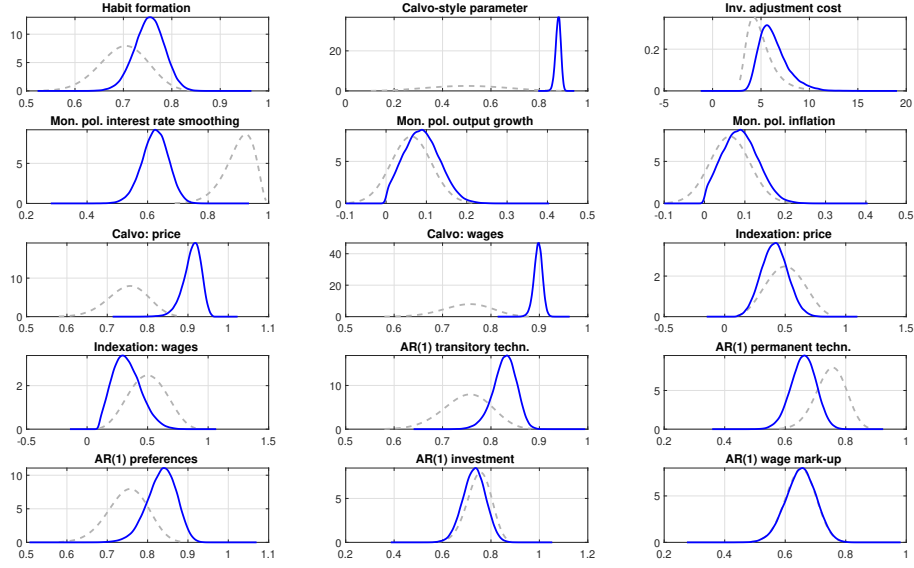 Habit formation
10
5
0
0.5 0.6 0.7 0.8 0.9 1
Calvo-style parameter
20
0
0 0.2 0.4 0.6 0.8 1
Inv. adjustment cost
0.2
0
-5 0 5 10 15 20
Mon. pol. interest rate smoothing
5
0
0.2 0.4 0.6 0.8 1
Mon. pol. output growth
5
0
-0.1 0 0.1 0.2 0.3 0.4 0.5
Mon. pol. inflation
5
0
-0.1 0 0.1 0.2 0.3 0.4 0.5
Calvo: price
10
0
0.5 0.6 0.7 0.8 0.9 1 1.1
Calvo: wages
40
20
0
0.5 0.6 0.7 0.8 0.9 1
Indexation: price
2
0
-0.5 0 0.5 1 1.5
Indexation: wages
2
0
-0.5 0 0.5 1 1.5
AR(1) transitory techn.
10
0
0.5 0.6 0.7 0.8 0.9 1
AR(1) permanent techn.
5
0
0.2 0.4 0.6 0.8 1
AR(1) preferences
10
5
0
0.5 0.6 0.7 0.8 0.9 1 1.1
AR(1) investment
5
0
0.2 0.4 0.6 0.8 1 1.2
AR(1) wage mark-up
5
0
0.2 0.4 0.6 0.8 1